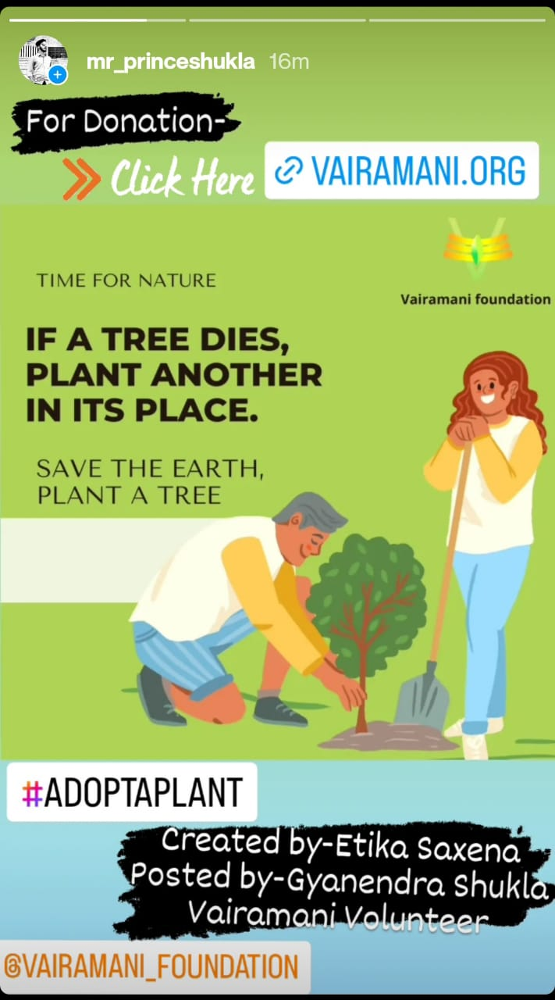 mr_princeshukla 16m
For Donation-
Click Here VAIRAMANI.ORG
TIME FOR NATURE
Vairamani foundation
IF A TREE DIES,
PLANT ANOTHER
IN ITS PLACE.
SAVE THE EARTH,
PLANT A TREE
#ADOPTAPLANT
Created by-Etika Saxena
Posted by-Gyanendra Shukla
Vairamani Volunteer
@VAIRAMANI_FOUNDATION